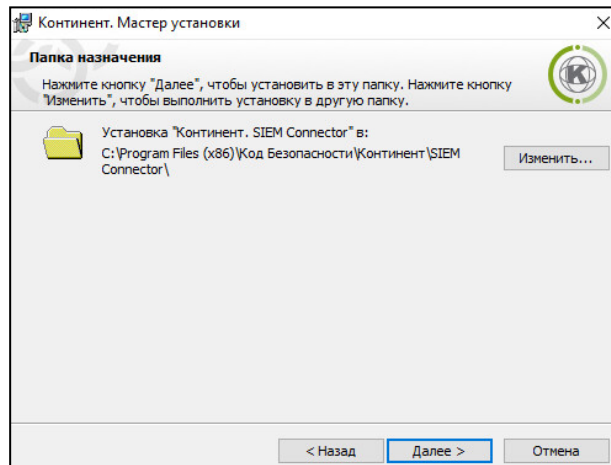 Континент. Мастер установки
Папка назначения
Нажмите кнопку "Далее", чтобы установить в эту папку. Нажмите кнопку
"Изменить", чтобы выполнить установку в другую папку.
K
Установка "Континент. SIEM Connector" в:
C:\Program Files (x86)\Код Безопасности\Континент\SIEM
Connector\
Изменить...
< Назад
Далее >
Отмена